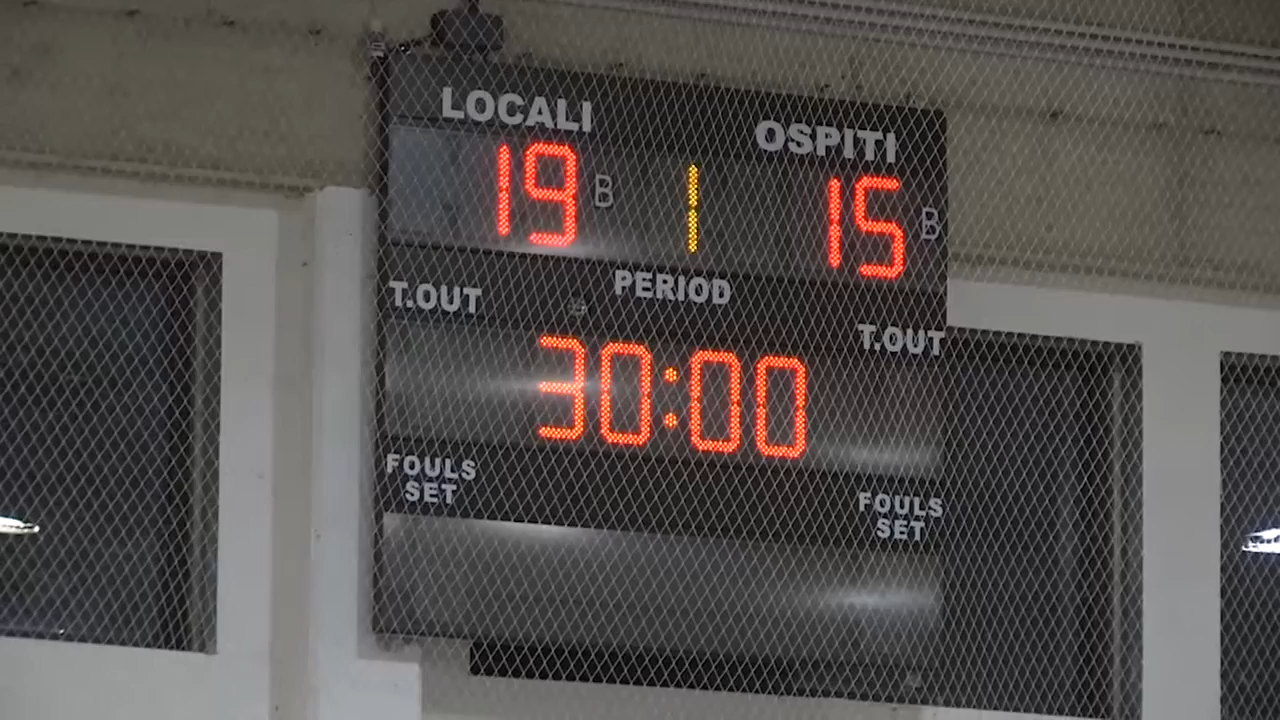 LOCALI OSPITI
19 B 1 15 B
T.OUT PERIOD T.OUT
30:00
FOULS SET FOULS SET